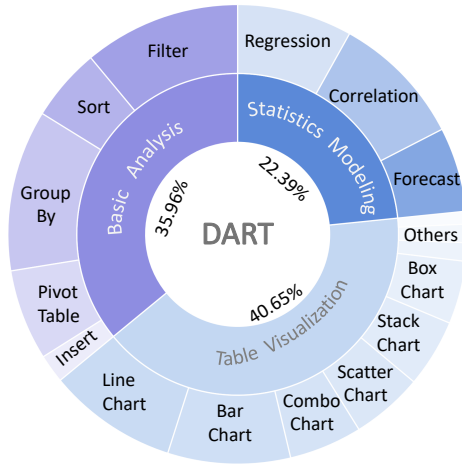 DART
Statistics Modeling
22.39%
Regression
Correlation
Forecast
Table Visualization
40.65%
Others
Box
Chart
Stack
Chart
Scatter
Chart
Combo
Chart
Bar
Chart
Line
Chart
Basic Analysis
35.96%
Insert
Pivot
Table
Group
By
Sort
Filter